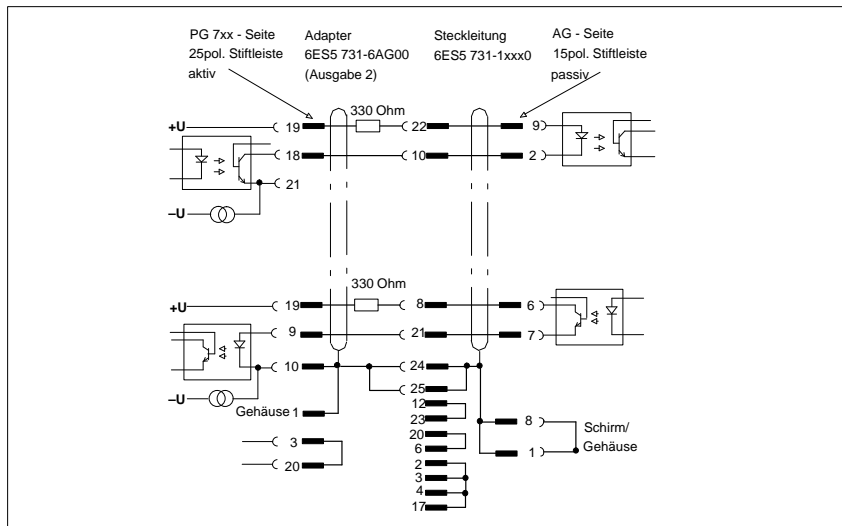 PG 7xx - Seite
25pol. Stiftleiste
aktiv
Adapter
6ES5 731-6AG00
(Ausgabe 2)
Steckleitung
6ES5 731-1xxx0
AG - Seite
15pol. Stiftleiste
passiv
+U
19
330 Ohm
22
9
18
10
2
21
–U
330 Ohm
+U
19
8
6
9
21
7
10
24
–U
25
12
Gehäuse 1
23
8
Schirm/
Gehäuse
3
20
6
1
20
2
3
4
17